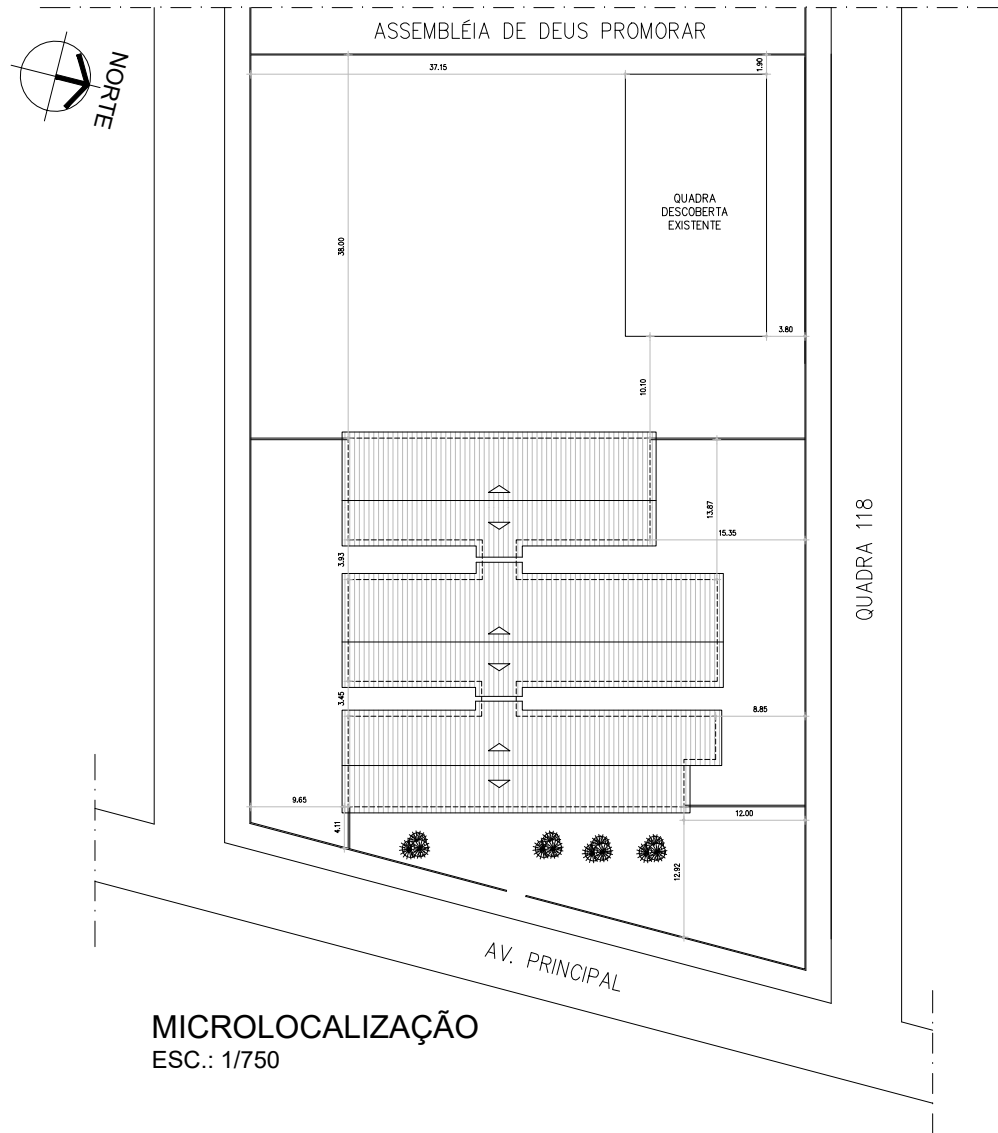 ASSEMBLÉIA DE DEUS PROMORAR
NORTE
37.15
1.90
QUADRA
DESCOBERTA
EXISTENTE
38.00
3.80
10.10
13.87
15.35
QUADRA 118
3.93
3.45
8.85
9.65
12.00
4.11
12.92
AV. PRINCIPAL
MICROLOCALIZAÇÃO
ESC.: 1/750